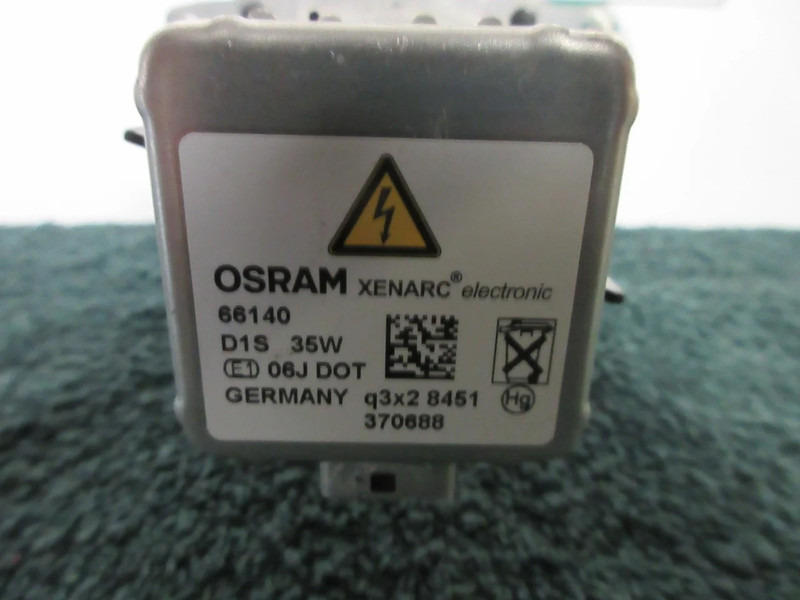 OSRAM XENARC® electronic
66140
D1S 35W
E1 06J DOT
GERMANY q3x2 8451
370688
Hg